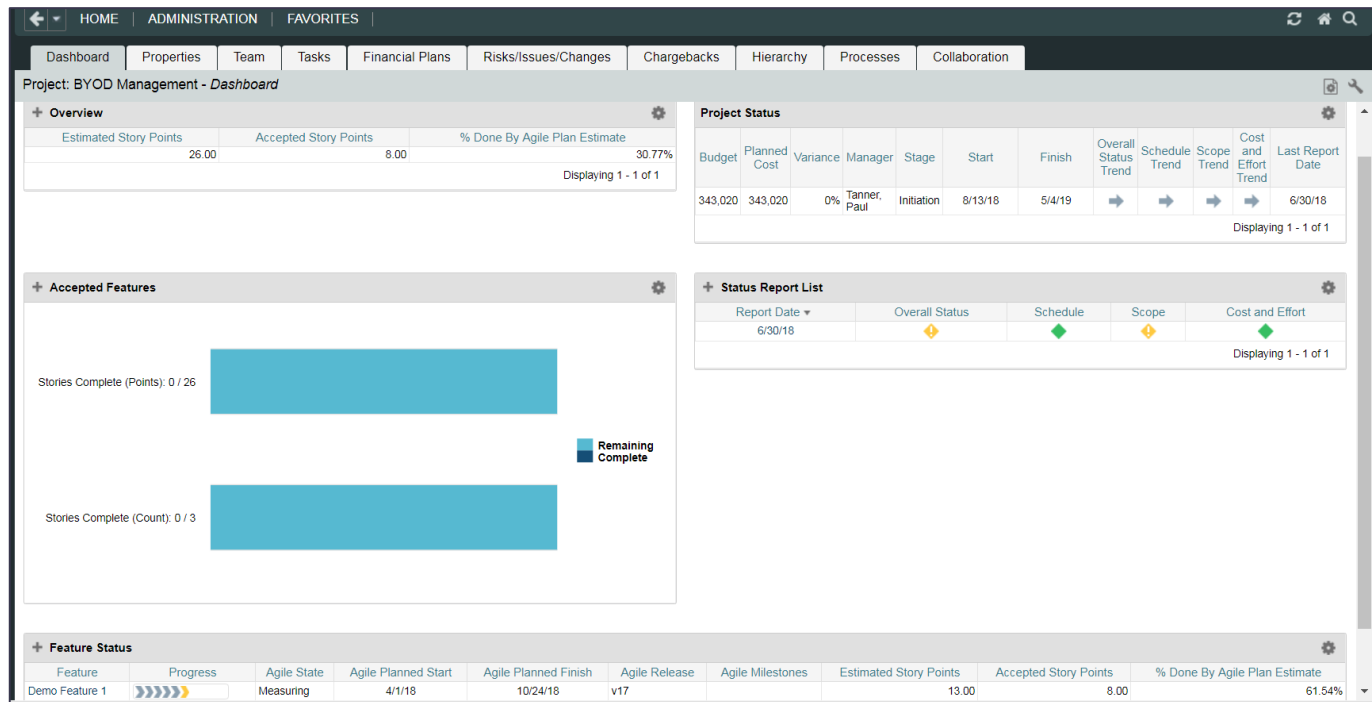 HOME | ADMINISTRATION | FAVORITES |
Dashboard Properties Team Tasks Financial Plans Risks/Issues/Changes Chargebacks Hierarchy Processes Collaboration
Project: BYOD Management - Dashboard
Overview
Estimated Story Points Accepted Story Points % Done By Agile Plan Estimate
26.00 8.00 30.77%
Displaying 1 - 1 of 1
Project Status
Budget Planned Cost Variance Manager Stage Start Finish Overall Status Trend Schedule Trend Scope Trend Cost and Effort Trend Last Report Date
343,020 343,020 0% Tanner, Paul Initiation 8/13/18 5/4/19 6/30/18
Displaying 1 - 1 of 1
Accepted Features
Stories Complete (Points): 0 / 26
Remaining
Complete
Stories Complete (Count): 0 / 3
Status Report List
Report Date Overall Status Schedule Scope Cost and Effort
6/30/18
Displaying 1 - 1 of 1
Feature Status
Feature Progress Agile State Agile Planned Start Agile Planned Finish Agile Release Agile Milestones Estimated Story Points Accepted Story Points % Done By Agile Plan Estimate
Demo Feature 1 Measuring 4/1/18 10/24/18 v17 13.00 8.00 61.54%